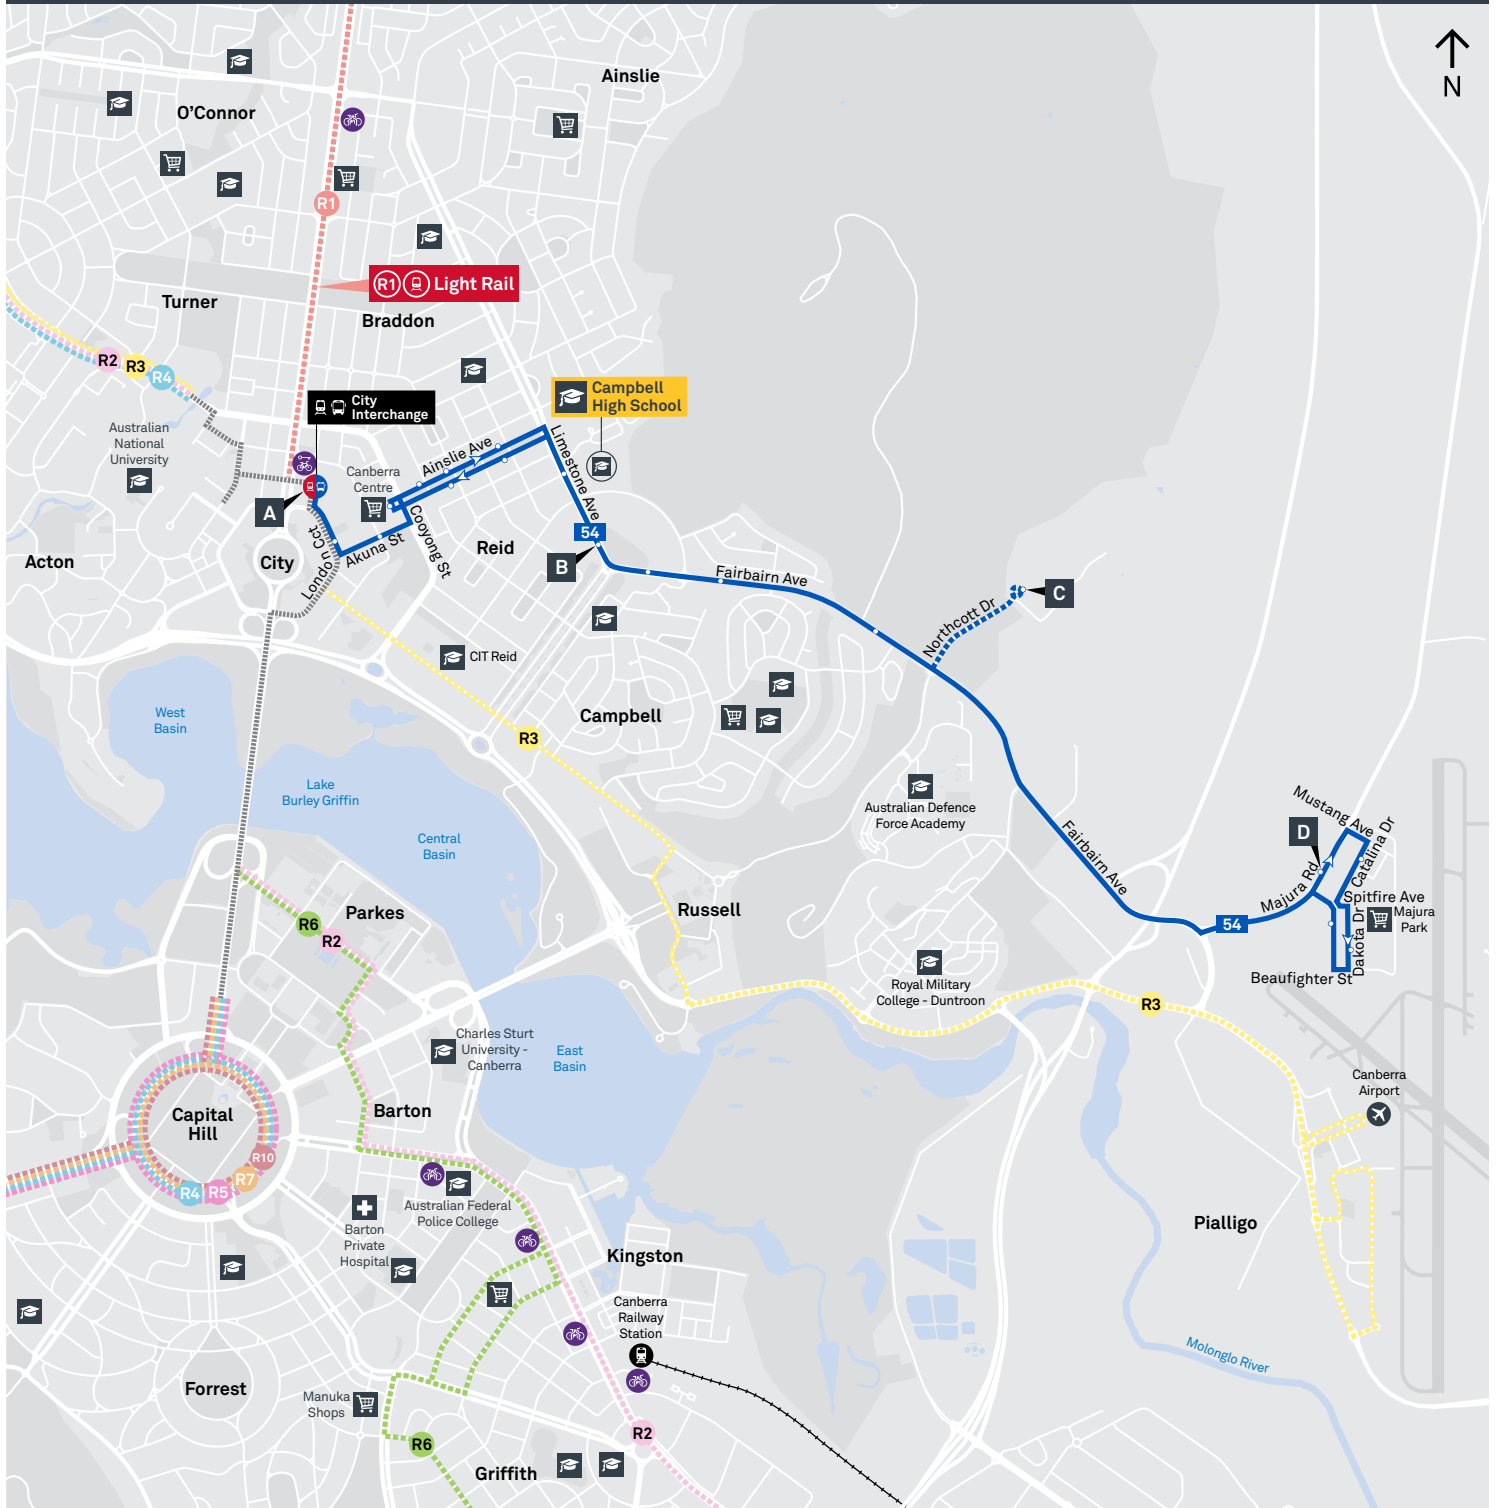 N
Ainslie
O'Connor
R1
R1 Light Rail
Turner
Braddon
R2
R3
R4
City
Interchange
Campbell
High School
Australian
National
University
Canberra
Centre
Ainslie Ave
Limestone Ave
A
Cooyong St
London Cct
Akuna St
54
Reid
B
Acton
City
Fairbairn Ave
C
Northcott Dr
CIT Reid
West
Basin
Campbell
R3
Lake
Burley Griffin
Central
Basin
Australian Defence
Force Academy
Fairbairn Ave
Mustang Ave
D
Catalina Dr
Majura Rd
Spitfire Ave
Majura
Park
Dakota Dr
54
Beaufighter St
Parkes
R6
R2
Russell
Royal Military
College - Duntroon
R3
Charles Sturt
University -
Canberra
East
Basin
Canberra
Airport
Capital
Hill
Barton
R10
R7
R5
R4
Australian Federal
Police College
Barton
Private
Hospital
Pialligo
Kingston
Canberra
Railway
Station
Molonglo River
Forrest
Manuka
Shops
R2
R6
Griffith